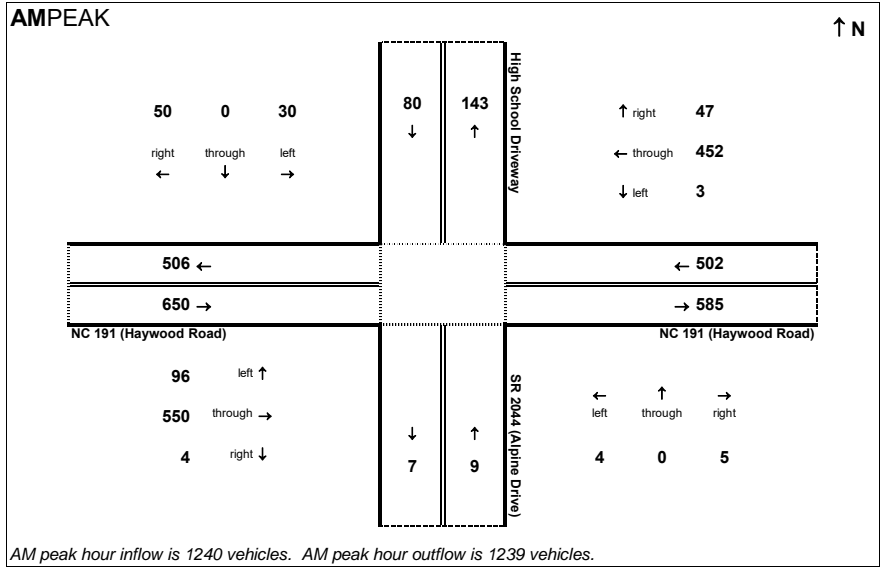 AMPEAK
↑ N
50 0 30
right through left
← ↓ →
80 143
↓ ↑
High School Driveway
↑ right 47
← through 452
↓ left 3
506 ←
650 →
← 502
→ 585
NC 191 (Haywood Road)
NC 191 (Haywood Road)
96 left ↑
550 through →
4 right ↓
↓ ↑
7 9
SR 2044 (Alpine Drive)
← ↑ →
left through right
4 0 5
AM peak hour inflow is 1240 vehicles. AM peak hour outflow is 1239 vehicles.